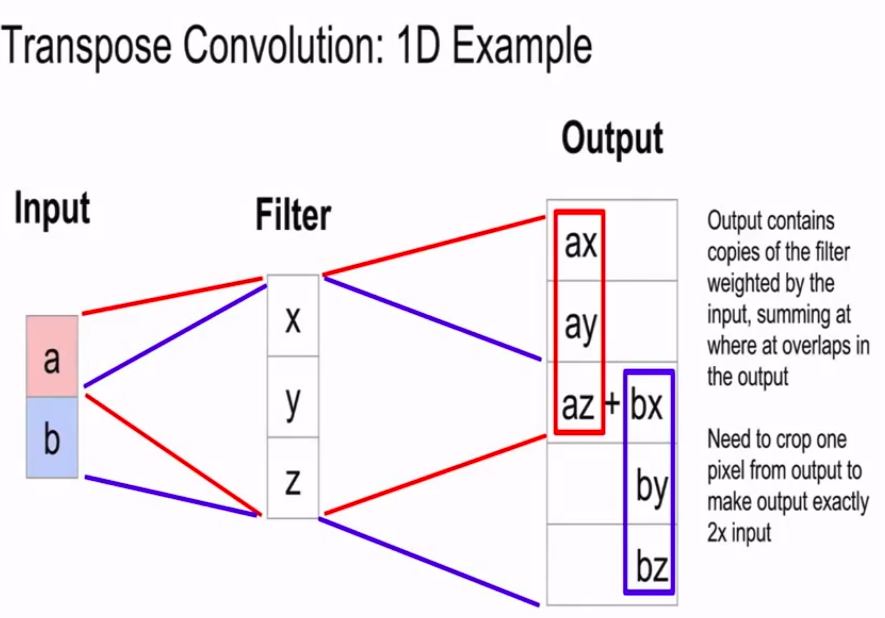 Transpose Convolution: 1D Example
Input
Filter
Output
a
b
x
y
z
ax
ay
az + bx
by
bz
Output contains
copies of the filter
weighted by the
input, summing at
where at overlaps in
the output
Need to crop one
pixel from output to
make output exactly
2x input